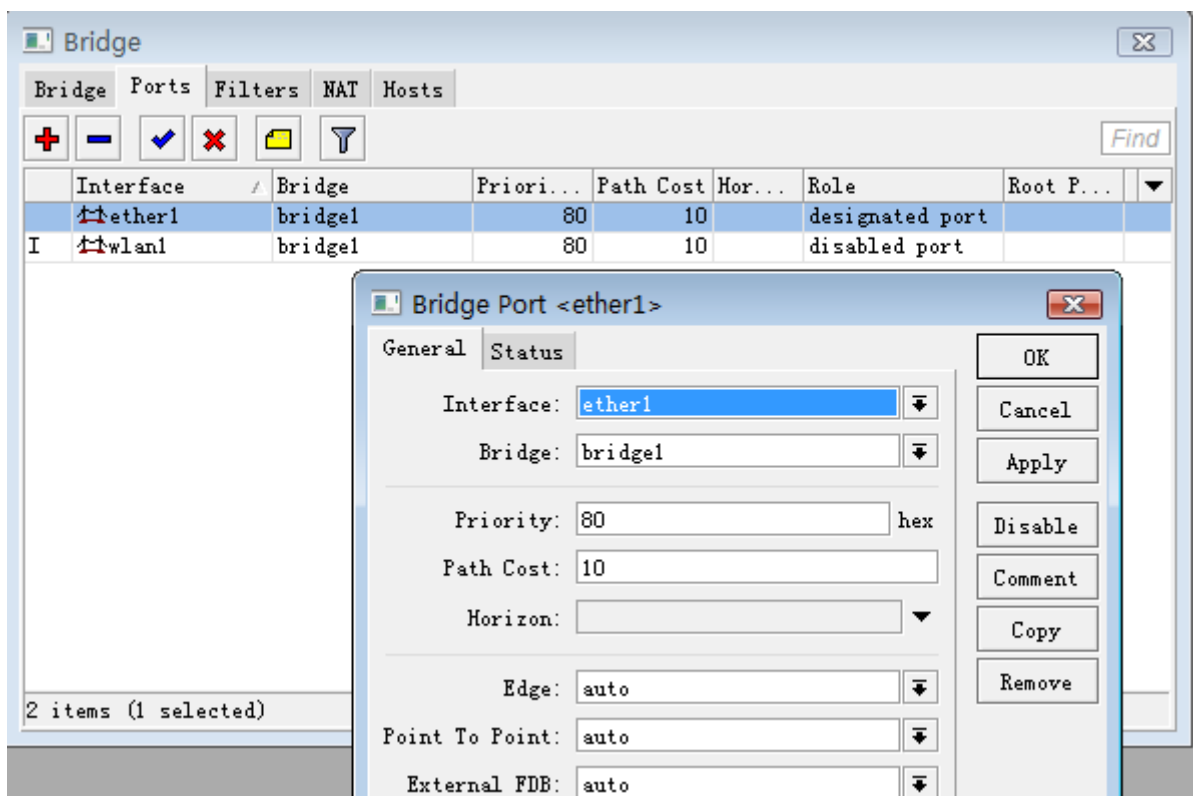 Bridge
Bridge Ports Filters NAT Hosts
Find
Interface Bridge Priori... Path Cost Hor... Role Root P...
ether1 bridge1 80 10 designated port
I wlan1 bridge1 80 10 disabled port
Bridge Port <ether1>
General Status
OK
Interface: ether1
Cancel
Bridge: bridge1
Apply
Priority: 80 hex
Disable
Path Cost: 10
Comment
Horizon:
Copy
Edge: auto
Remove
2 items (1 selected)
Point To Point: auto
External FDB: auto